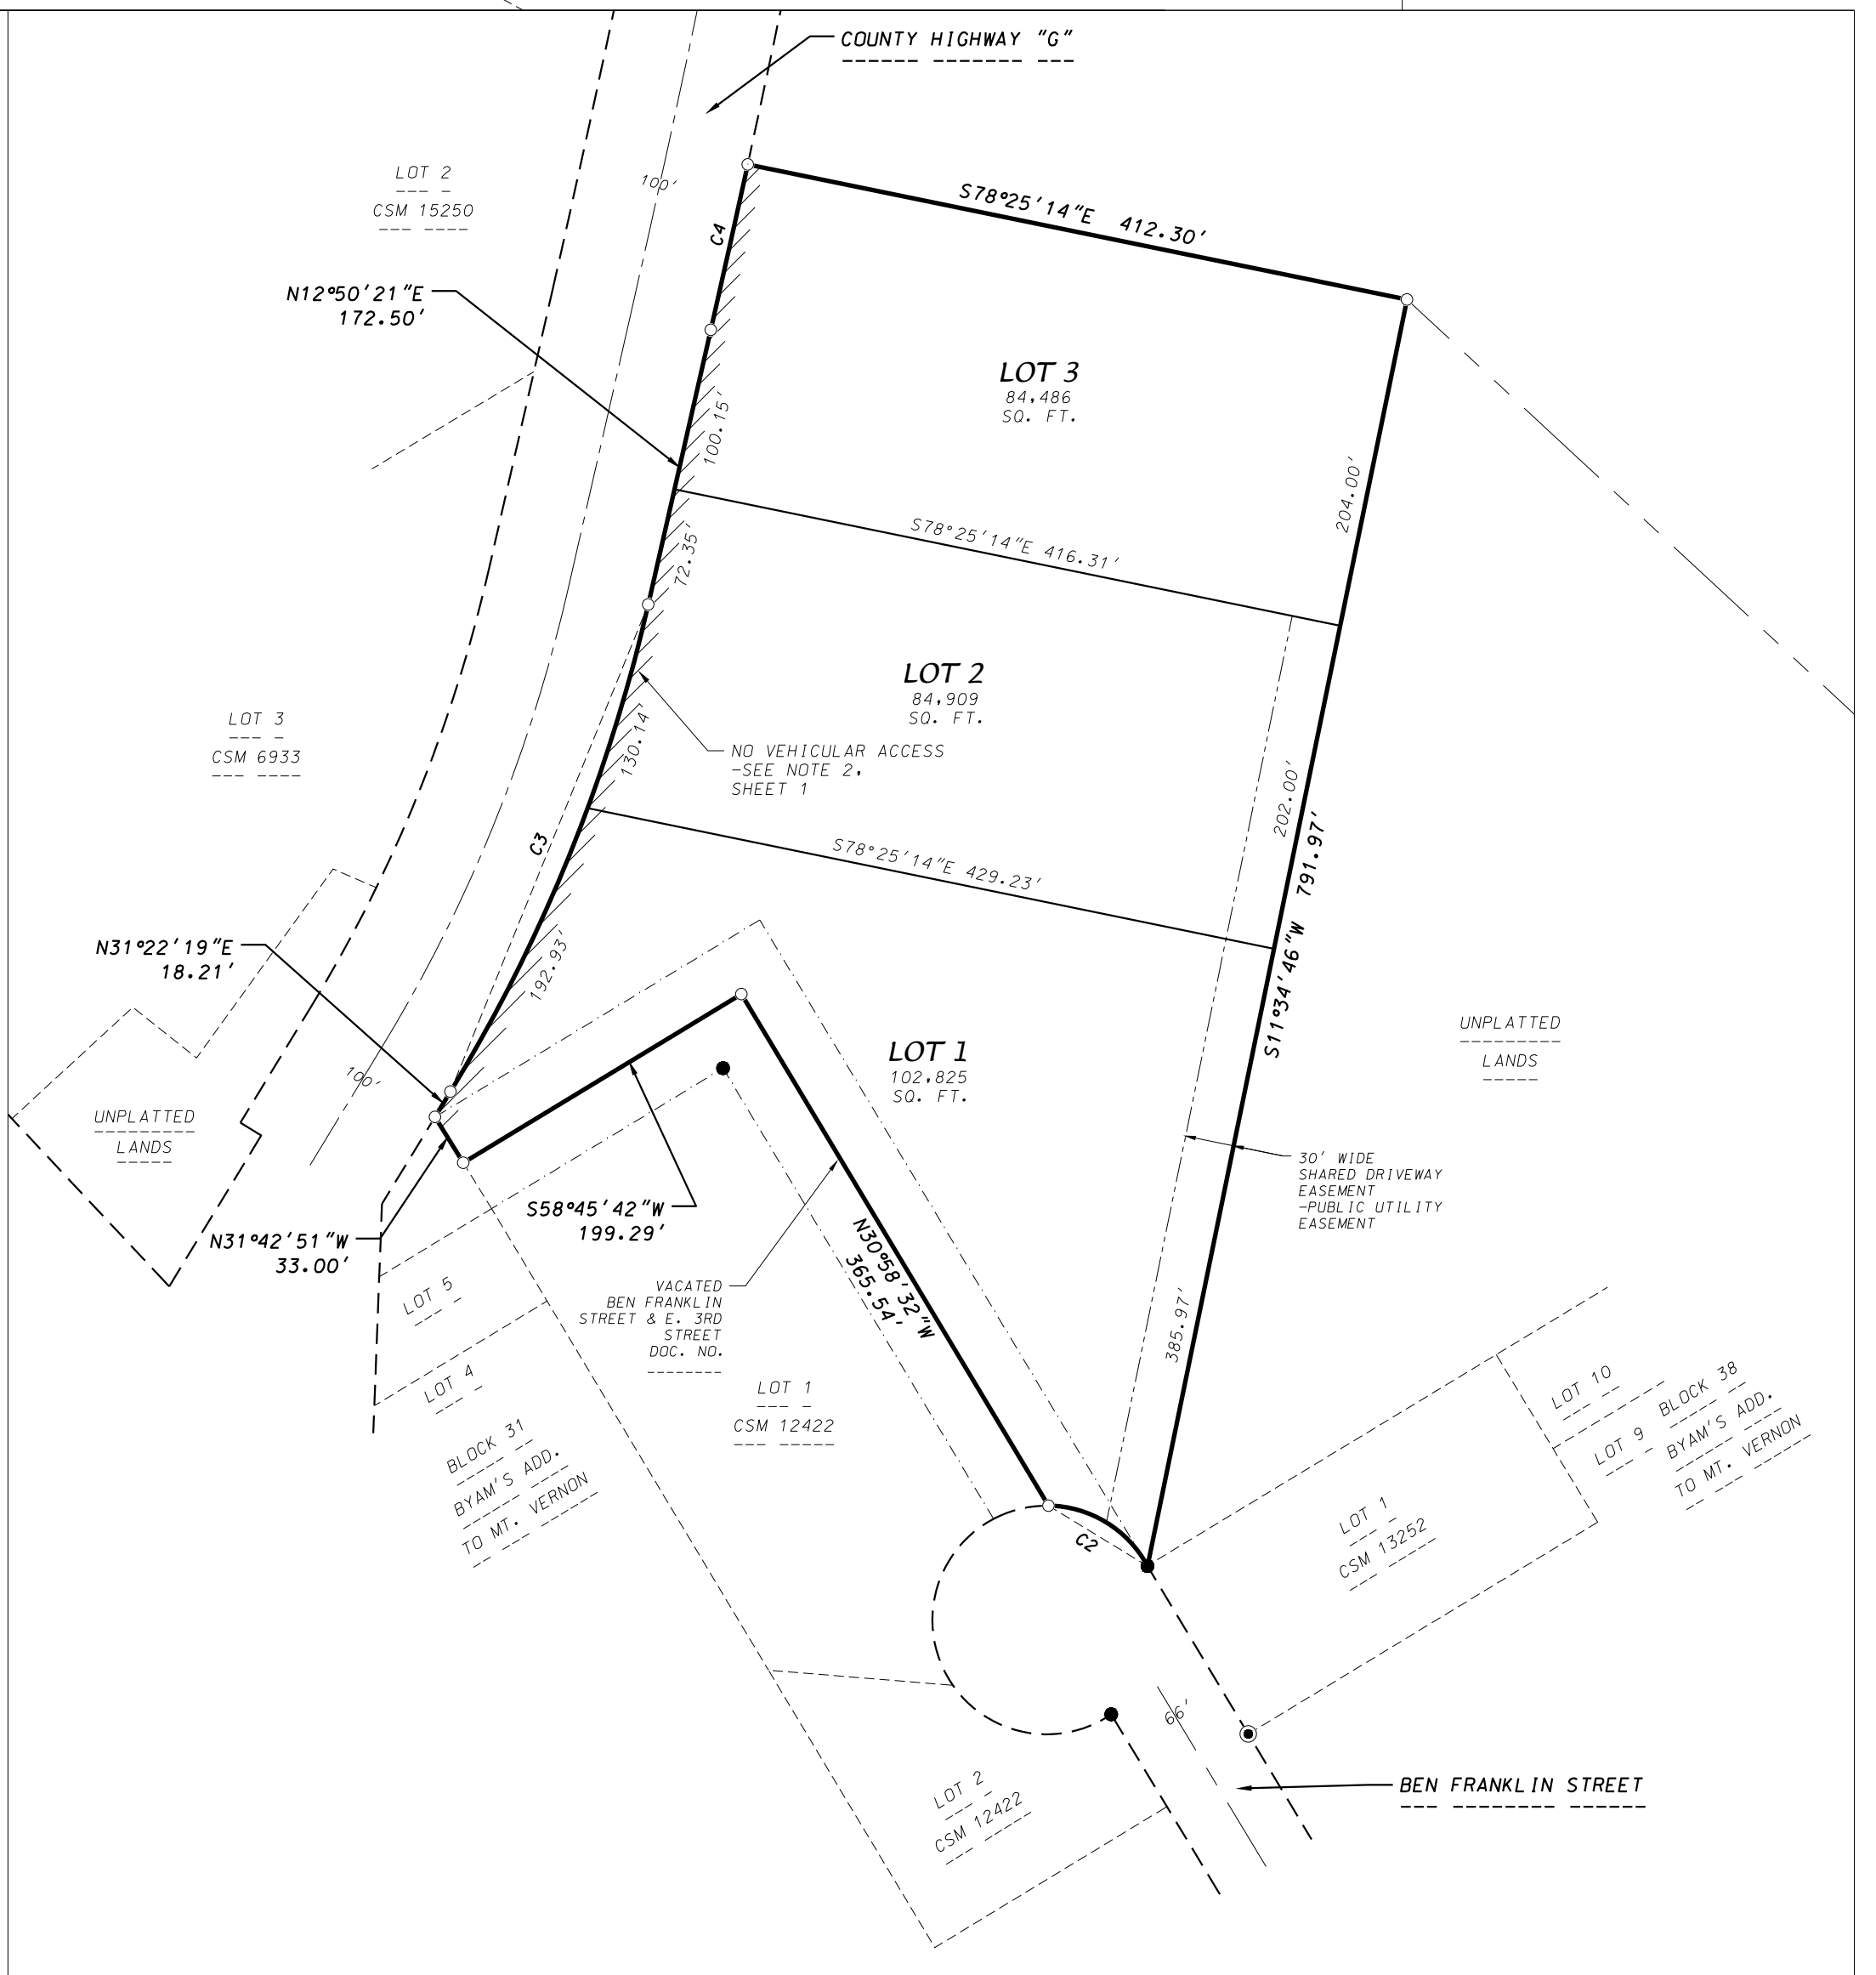 COUNTY HIGHWAY "G"
LOT 2
CSM 15250
100'
S78°25'14"E 412.30'
C4
N12°50'21"E
172.50'
LOT 3
84,486
SQ. FT.
100.15'
204.00'
S78°25'14"E 416.31'
72.35'
LOT 2
84,909
SQ. FT.
LOT 3
CSM 6933
130.14'
NO VEHICULAR ACCESS
-SEE NOTE 2,
SHEET 1
202.00'
C3
S78°25'14"E 429.23'
S11°34'46"W 791.97'
N31°22'19"E
18.21'
192.93'
UNPLATTED
LANDS
LOT 1
102,825
SQ. FT.
100'
UNPLATTED
LANDS
30' WIDE
SHARED DRIVEWAY
EASEMENT
-PUBLIC UTILITY
EASEMENT
S58°45'42"W
199.29'
N31°42'51"W
33.00'
N30°58'32"W
365.54'
VACATED
BEN FRANKLIN
STREET & E. 3RD
STREET
DOC. NO.
LOT 5
385.97'
LOT 4
LOT 1
CSM 12422
BLOCK 31
BYAM'S ADD.
TO MT. VERNON
LOT 10
LOT 9
BLOCK 38
BYAM'S ADD.
TO MT. VERNON
LOT 1
CSM 13252
C2
66'
BEN FRANKLIN STREET
LOT 2
CSM 12422